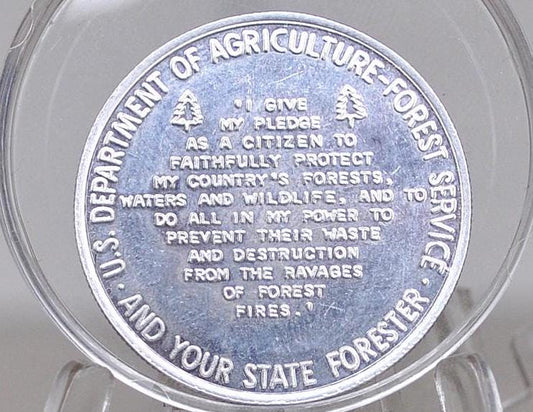 U.S. DEPARTMENT OF AGRICULTURE-FOREST SERVICE
· AND YOUR STATE FORESTER ·
"I GIVE
MY PLEDGE
AS A CITIZEN TO
FAITHFULLY PROTECT
MY COUNTRY'S FORESTS,
WATERS AND WILDLIFE, AND TO
DO ALL IN MY POWER TO
PREVENT THEIR WASTE
AND DESTRUCTION
FROM THE RAVAGES
OF FOREST
FIRES."